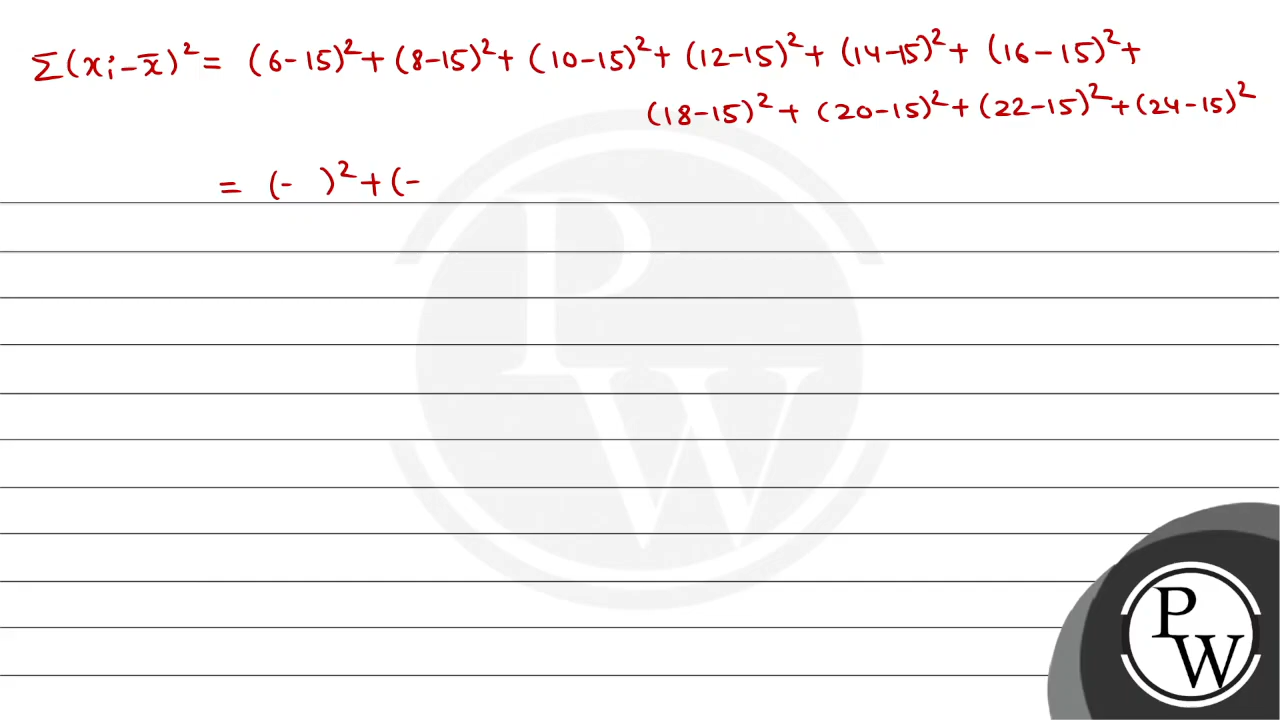 Σ(xi-x̄)² = (6-15)²+(8-15)²+(10-15)²+(12-15)²+(14-15)²+(16-15)²+
(18-15)²+(20-15)²+(22-15)²+(24-15)²
= (- )²+(-
PW
PW